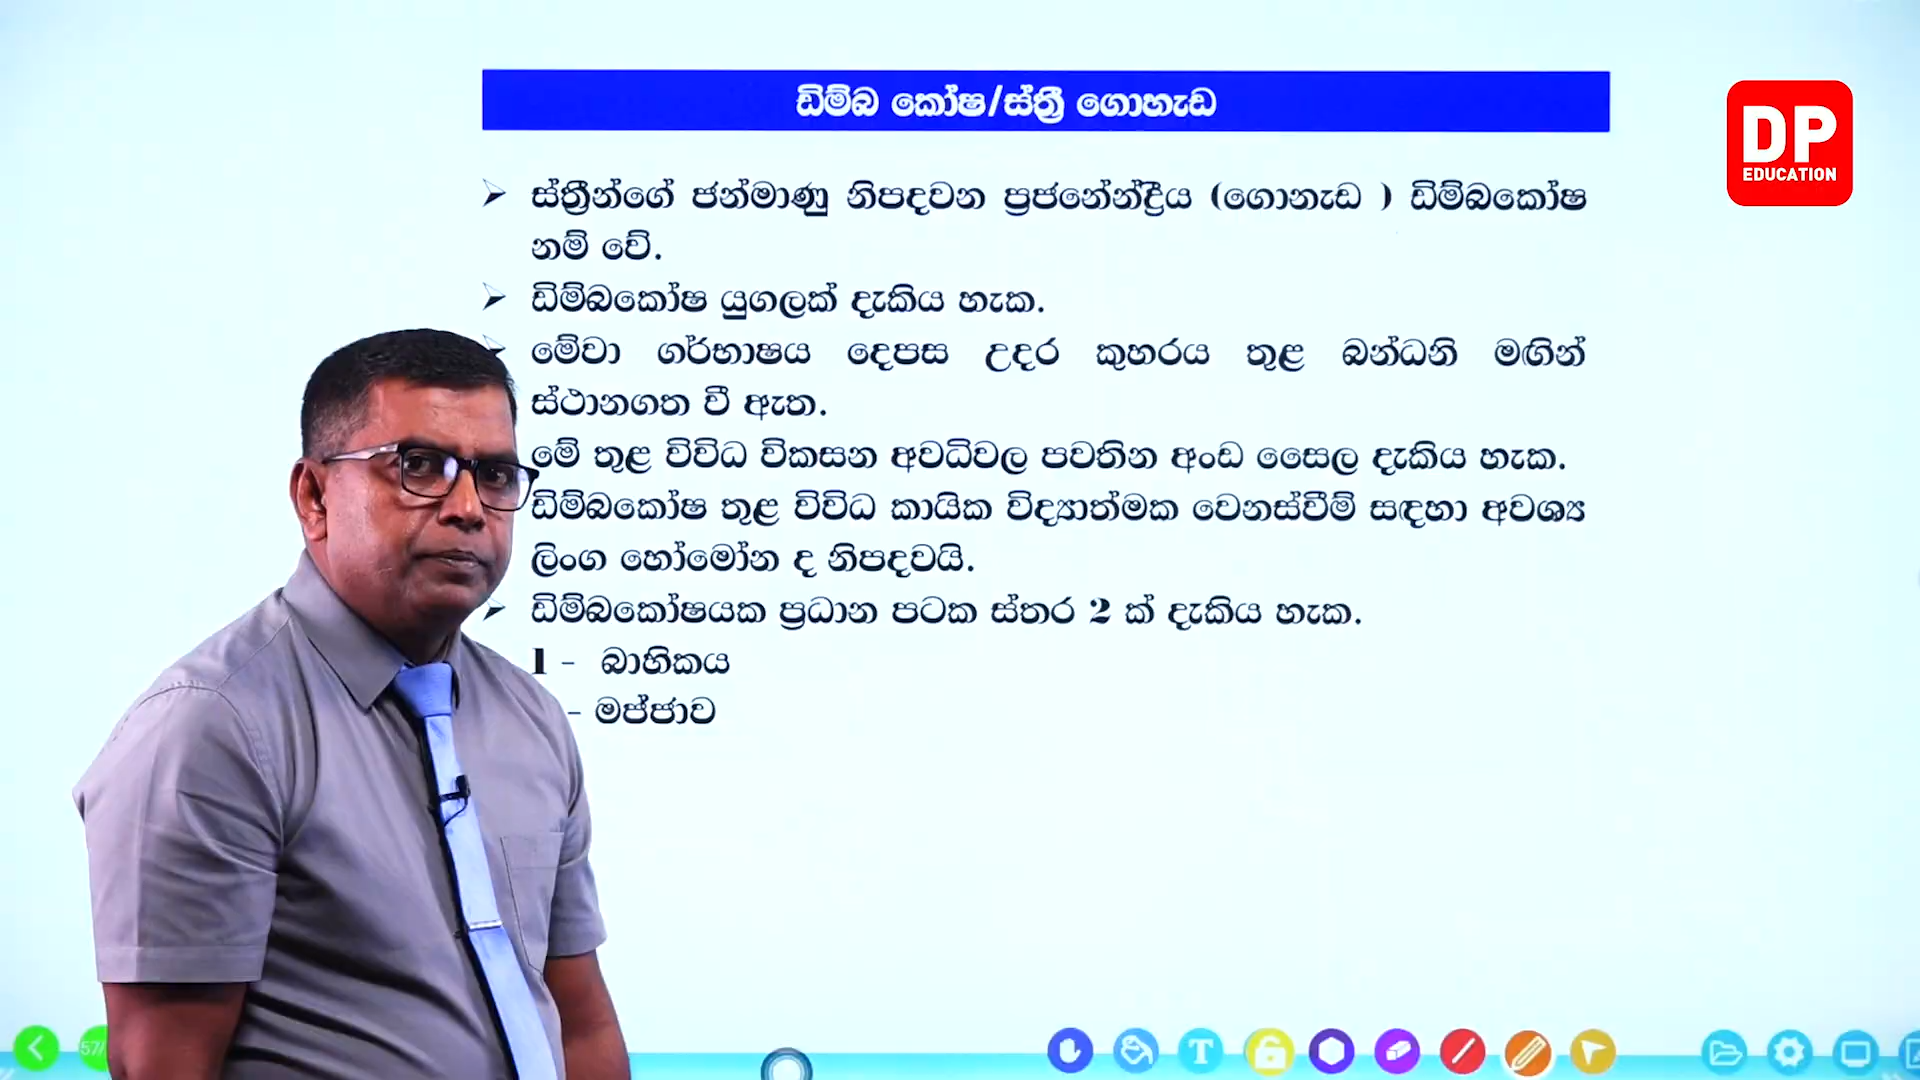 ඩිම්බ කෝෂ/ස්ත්‍රී ගොහැඩ
DP
EDUCATION
ස්ත්‍රීන්ගේ ජන්මාණු නිපදවන ප්‍රජනේන්ද්‍රීය (ගොනැඩ ) ඩිම්බකෝෂ
නම් වේ.
ඩිම්බකෝෂ යුගලක් දැකිය හැක.
මේවා ගර්භාෂය දෙපස උදර කුහරය තුළ බන්ධනි මඟින්
ස්ථානගත වී ඇත.
මේ තුළ විවිධ විකසන අවධිවල පවතින අංඩ සෛල දැකිය හැක.
ඩිම්බකෝෂ තුළ විවිධ කායික විද්‍යාත්මක වෙනස්වීම් සඳහා අවශ්‍ය
ලිංග හෝමෝන ද නිපදවයි.
ඩිම්බකෝෂයක ප්‍රධාන පටක ස්තර 2 ක් දැකිය හැක.
1 - බාහිකය
- මජ්ජාව
57/
T